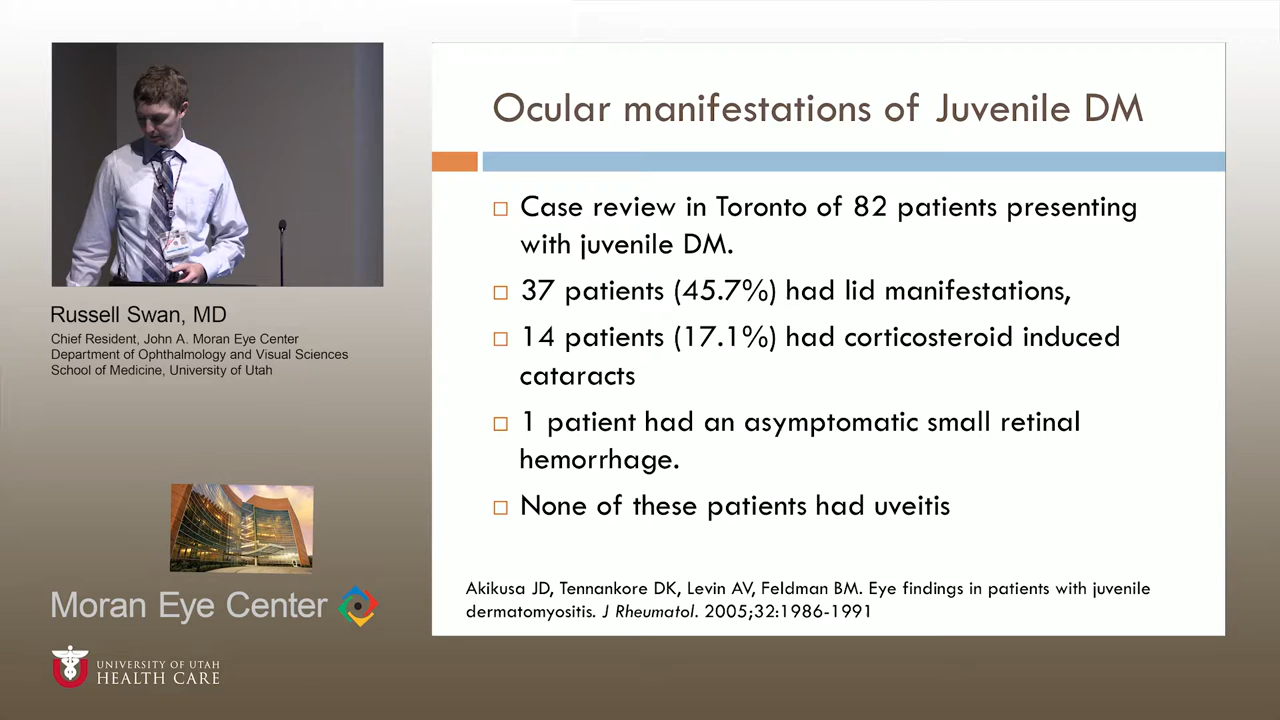 Ocular manifestations of Juvenile DM
□ Case review in Toronto of 82 patients presenting
with juvenile DM.
□ 37 patients (45.7%) had lid manifestations,
□ 14 patients (17.1%) had corticosteroid induced
cataracts
□ 1 patient had an asymptomatic small retinal
hemorrhage.
□ None of these patients had uveitis
Akikusa JD, Tennankore DK, Levin AV, Feldman BM. Eye findings in patients with juvenile
dermatomyositis. J Rheumatol. 2005;32:1986-1991
Russell Swan, MD
Chief Resident, John A. Moran Eye Center
Department of Ophthalmology and Visual Sciences
School of Medicine, University of Utah
Moran Eye Center
UNIVERSITY OF UTAH
HEALTH CARE